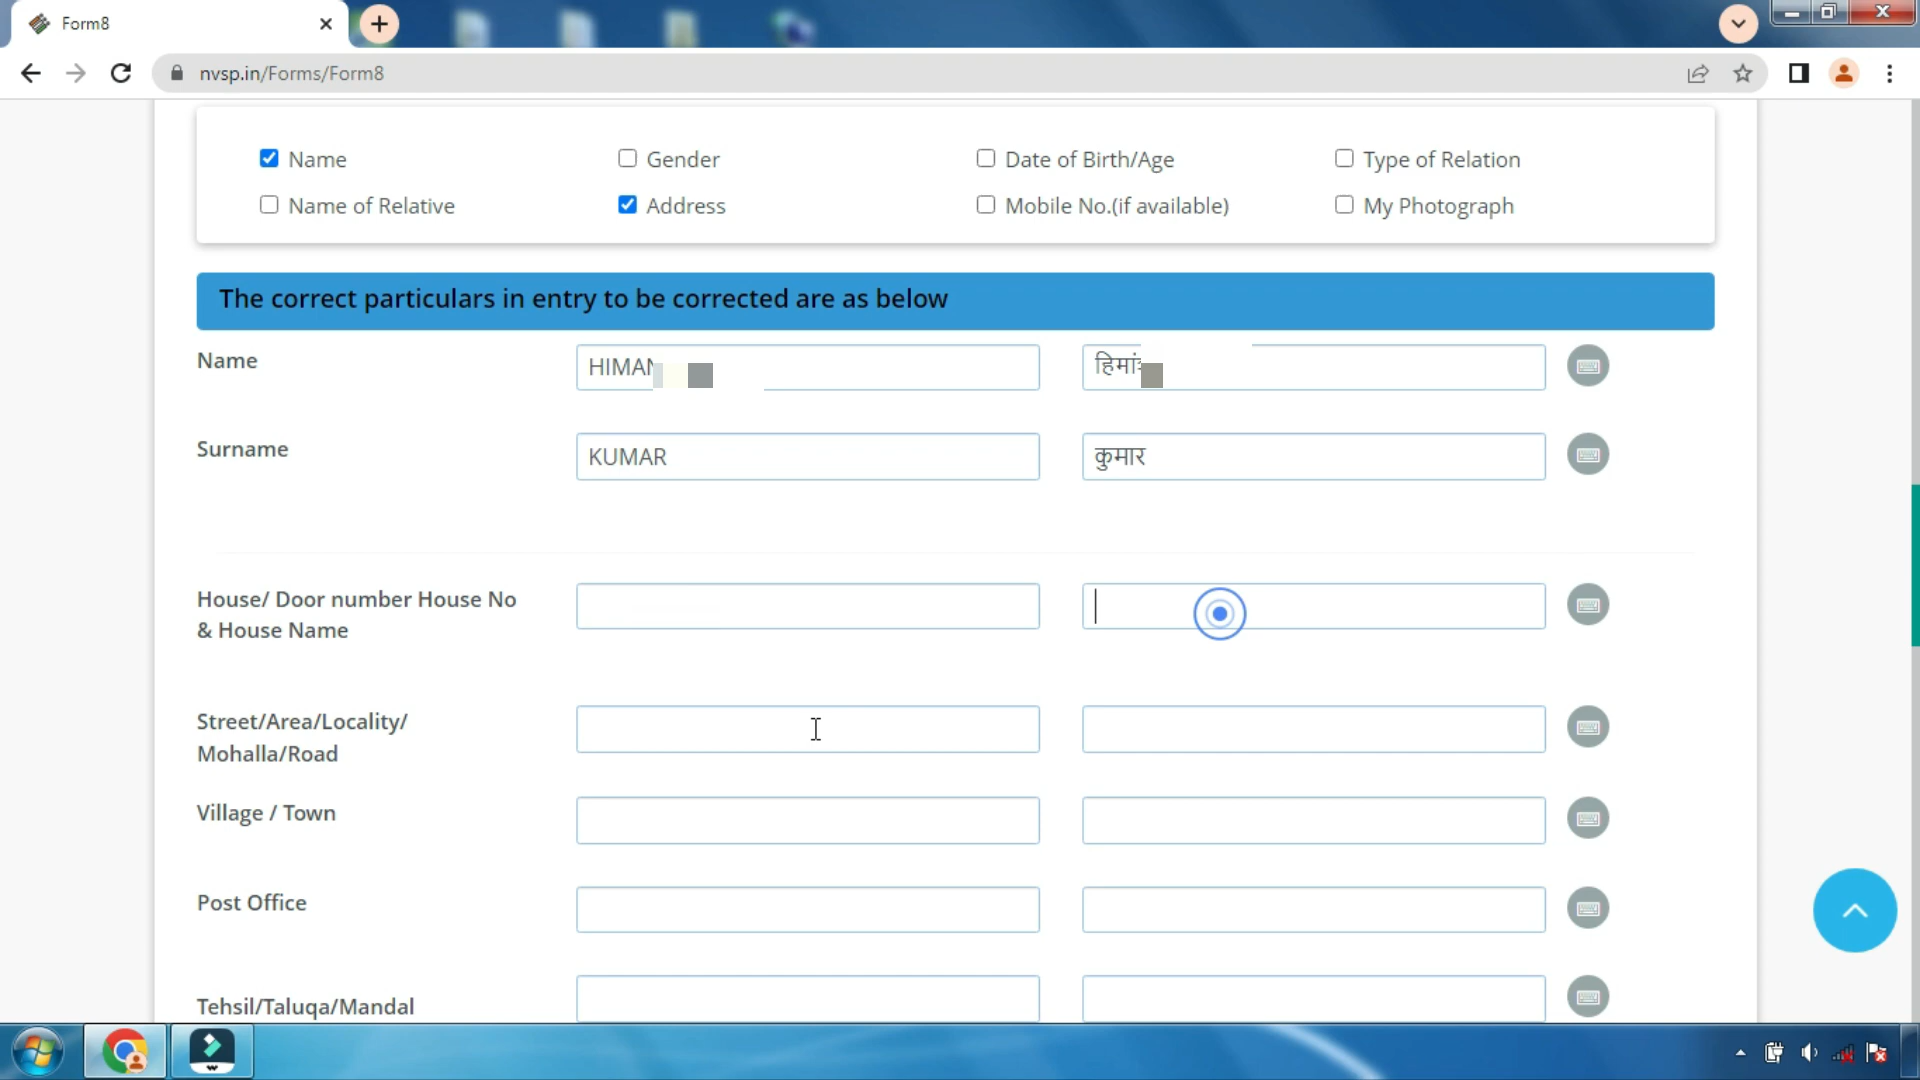 Form8
nvsp.in/Forms/Form8
Name
Gender
Date of Birth/Age
Type of Relation
Name of Relative
Address
Mobile No.(if available)
My Photograph
The correct particulars in entry to be corrected are as below
Name
Surname
KUMAR
कुमार
House/ Door number House No
& House Name
Street/Area/Locality/
Mohalla/Road
Village / Town
Post Office
Tehsil/Taluqa/Mandal